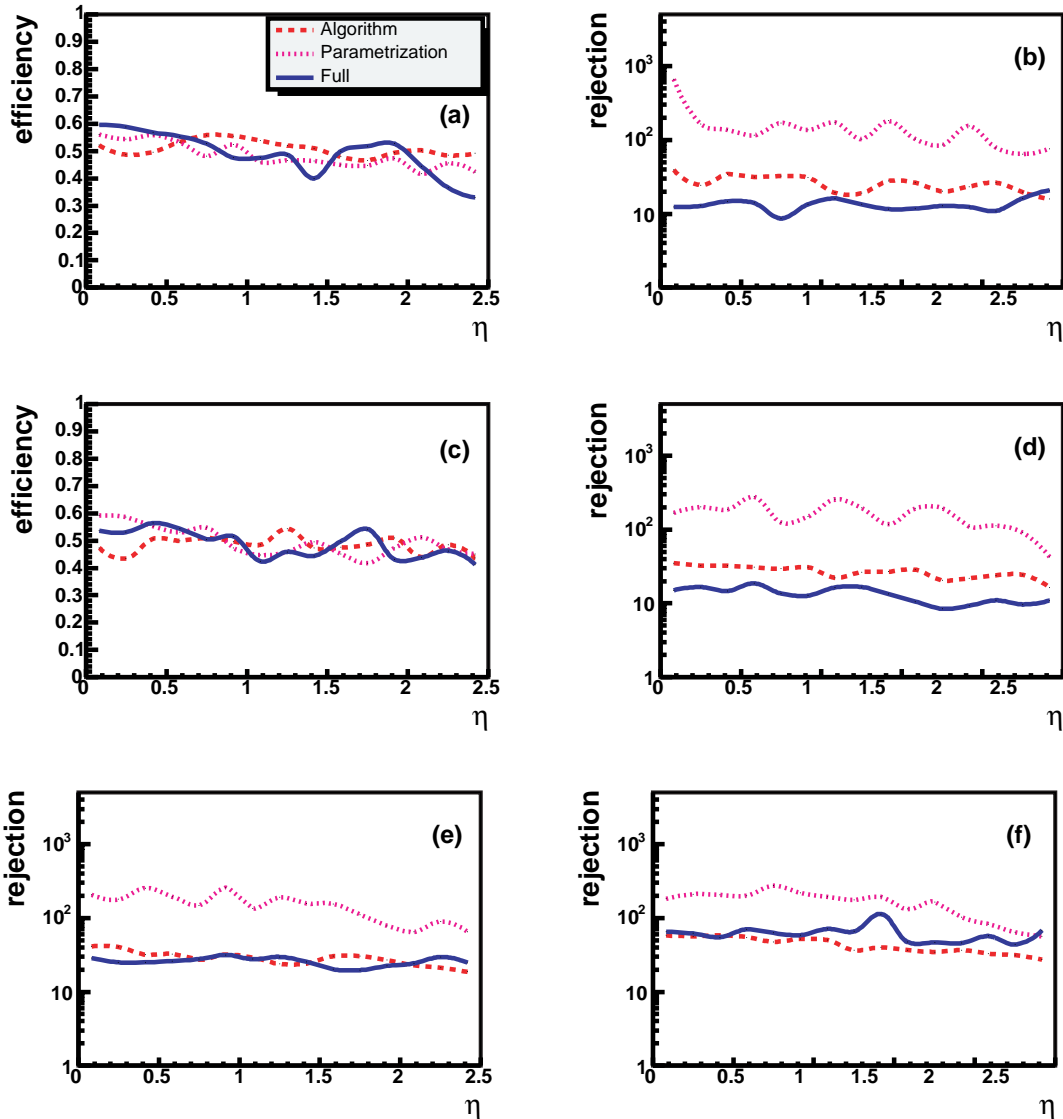 efficiency
1
0.9
0.8
0.7
0.6
0.5
0.4
0.3
0.2
0.1
0
Algorithm
Parametrization
Full
(a)
0 0.5 1 1.5 2 2.5
η
rejection
10³
10²
10
1
(b)
0 0.5 1 1.5 2 2.5
η
efficiency
1
0.9
0.8
0.7
0.6
0.5
0.4
0.3
0.2
0.1
0
(c)
0 0.5 1 1.5 2 2.5
η
rejection
10³
10²
10
1
(d)
0 0.5 1 1.5 2 2.5
η
rejection
10³
10²
10
1
(e)
0 0.5 1 1.5 2 2.5
η
rejection
10³
10²
10
1
(f)
0 0.5 1 1.5 2 2.5
η